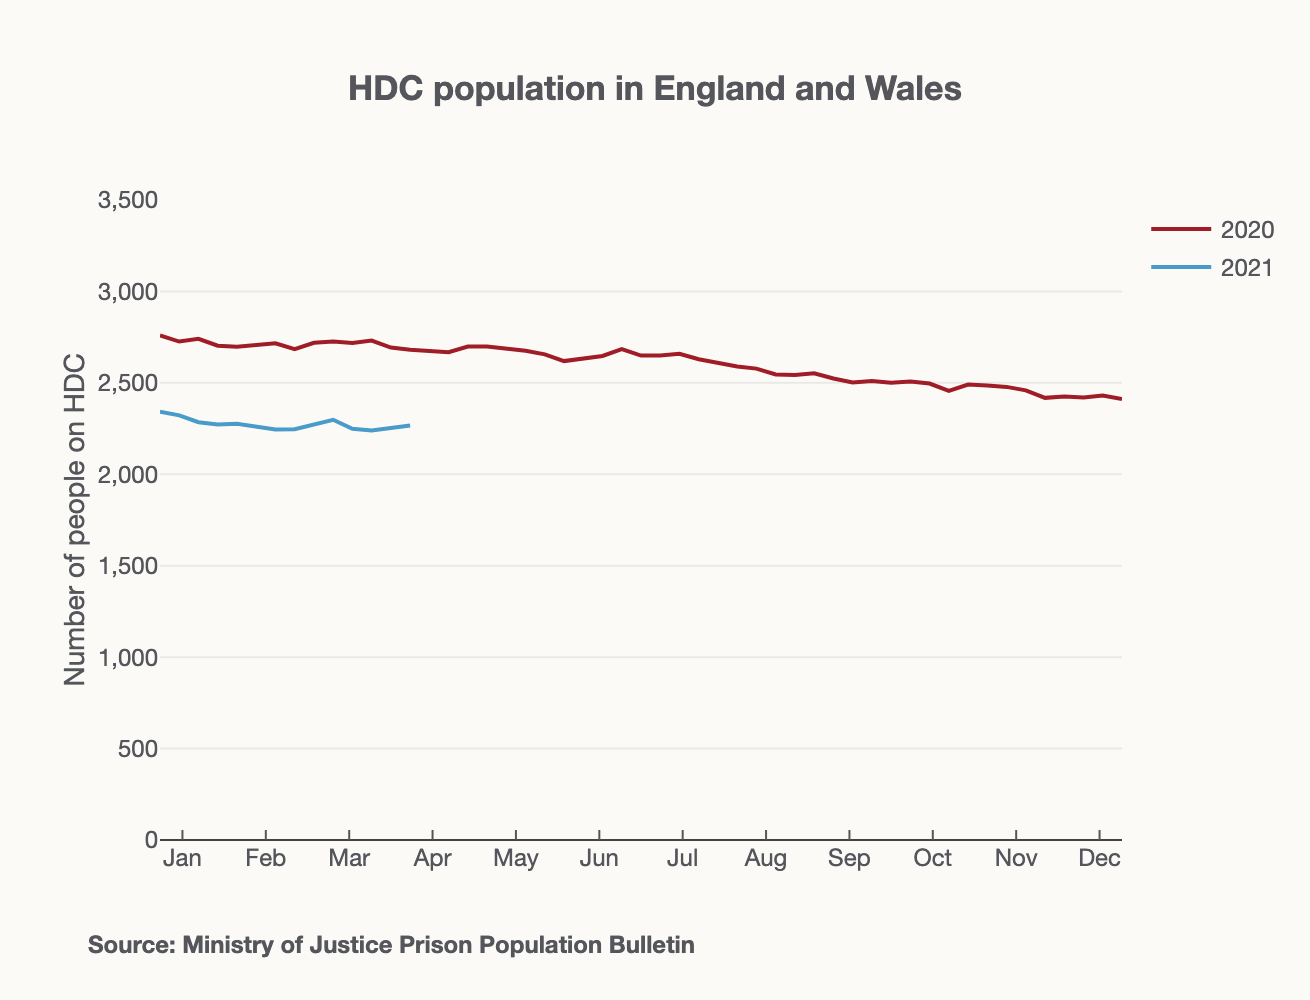 HDC population in England and Wales
3,500
3,000
2,500
2,000
1,500
1,000
500
0
Number of people on HDC
Jan Feb Mar Apr May Jun Jul Aug Sep Oct Nov Dec
2020
2021
Source: Ministry of Justice Prison Population Bulletin